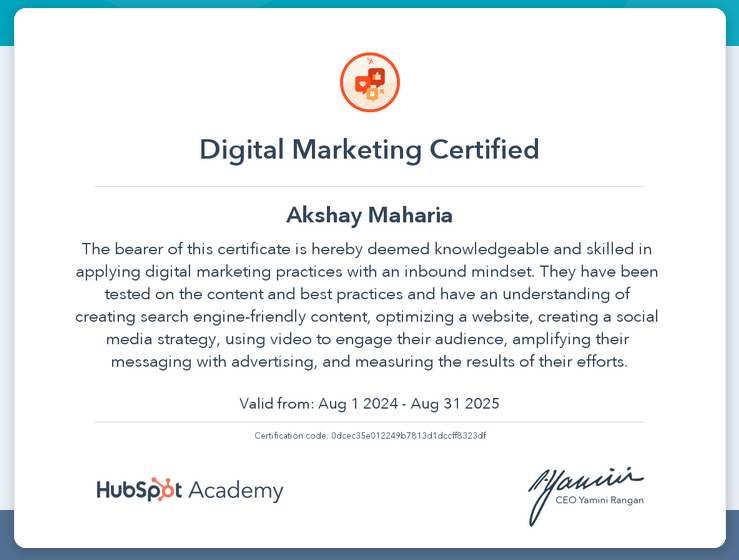 Digital Marketing Certified
Akshay Maharia
The bearer of this certificate is hereby deemed knowledgeable and skilled in
applying digital marketing practices with an inbound mindset. They have been
tested on the content and best practices and have an understanding of
creating search engine-friendly content, optimizing a website, creating a social
media strategy, using video to engage their audience, amplifying their
messaging with advertising, and measuring the results of their efforts.
Valid from: Aug 1 2024 - Aug 31 2025
Certification code: 0dcec35e012249b7813d1dccff8323df
HubSpot Academy
Yamini
CEO Yamini Rangan